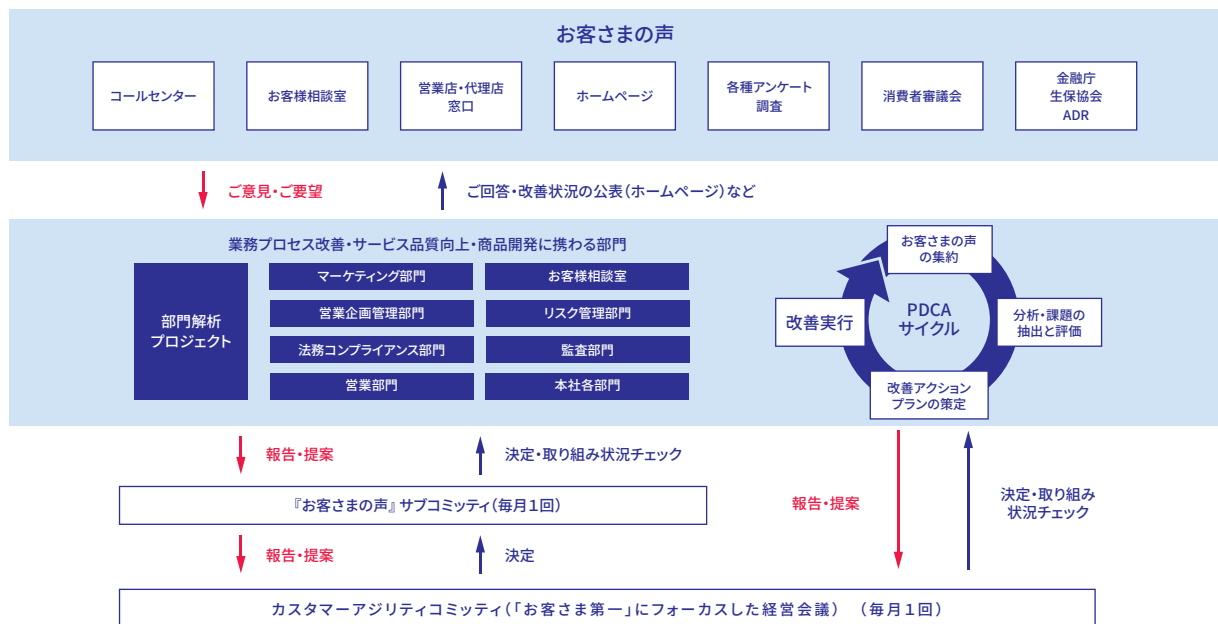 お客さまの声
コールセンター
お客様相談室
営業店・代理店
窓口
ホームページ
各種アンケート
調査
消費者審議会
金融庁
生保協会
ADR
ご意見・ご要望
ご回答・改善状況の公表(ホームページ)など
業務プロセス改善・サービス品質向上・商品開発に携わる部門
部門解析
プロジェクト
マーケティング部門
お客様相談室
営業企画管理部門
リスク管理部門
法務コンプライアンス部門
監査部門
営業部門
本社各部門
お客さまの声
の集約
PDCA
サイクル
分析・課題の
抽出と評価
改善アクション
プランの策定
改善実行
報告・提案
決定・取り組み状況チェック
『お客さまの声』サブコミッティ(毎月1回)
報告・提案
決定
報告・提案
決定・取り組み
状況チェック
カスタマーアジリティコミッティ(「お客さま第一」にフォーカスした経営会議) (毎月1回)